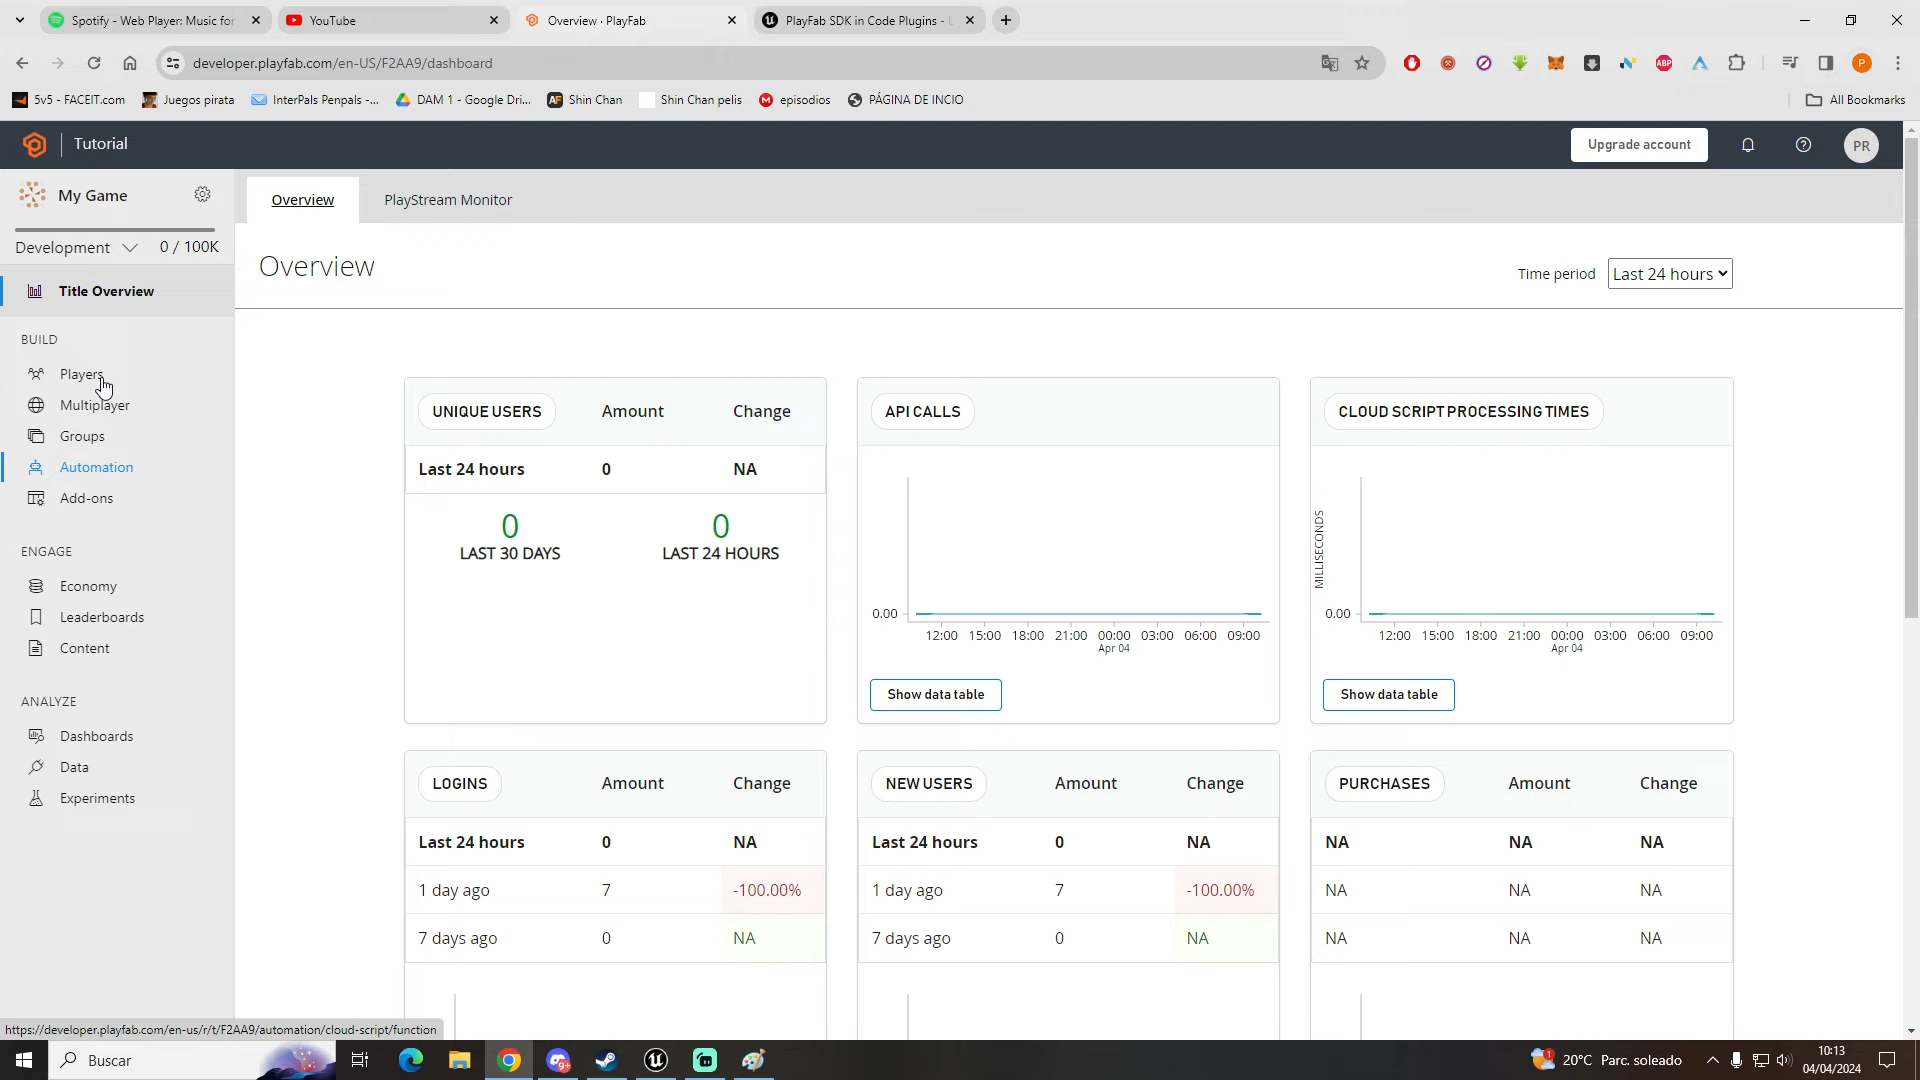 Spotify - Web Player: Music for
YouTube
Overview · PlayFab
PlayFab SDK in Code Plugins -
developer.playfab.com/en-US/F2AA9/dashboard
5v5 - FACEIT.com
Juegos pirata
InterPals Penpals -...
DAM 1 - Google Dri...
Shin Chan
Shin Chan pelis
episodios
PÁGINA DE INCIO
All Bookmarks
Tutorial
Upgrade account
PR
My Game
Development
0 / 100K
Overview
PlayStream Monitor
Overview
Time period
Last 24 hours
Title Overview
BUILD
Players
Multiplayer
Groups
Automation
Add-ons
ENGAGE
Economy
Leaderboards
Content
ANALYZE
Dashboards
Data
Experiments
UNIQUE USERS Amount Change
Last 24 hours 0 NA
0 0
LAST 30 DAYS LAST 24 HOURS
API CALLS
0.00
12:00 15:00 18:00 21:00 00:00 03:00 06:00 09:00
Apr 04
Show data table
CLOUD SCRIPT PROCESSING TIMES
MILLISECONDS
0.00
12:00 15:00 18:00 21:00 00:00 03:00 06:00 09:00
Apr 04
Show data table
LOGINS Amount Change
Last 24 hours 0 NA
1 day ago 7 -100.00%
7 days ago 0 NA
NEW USERS Amount Change
Last 24 hours 0 NA
1 day ago 7 -100.00%
7 days ago 0 NA
PURCHASES Amount Change
NA NA NA
NA NA NA
NA NA NA
https://developer.playfab.com/en-us/r/t/F2AA9/automation/cloud-script/function
Buscar
20°C Parc. soleado
10:13
04/04/2024